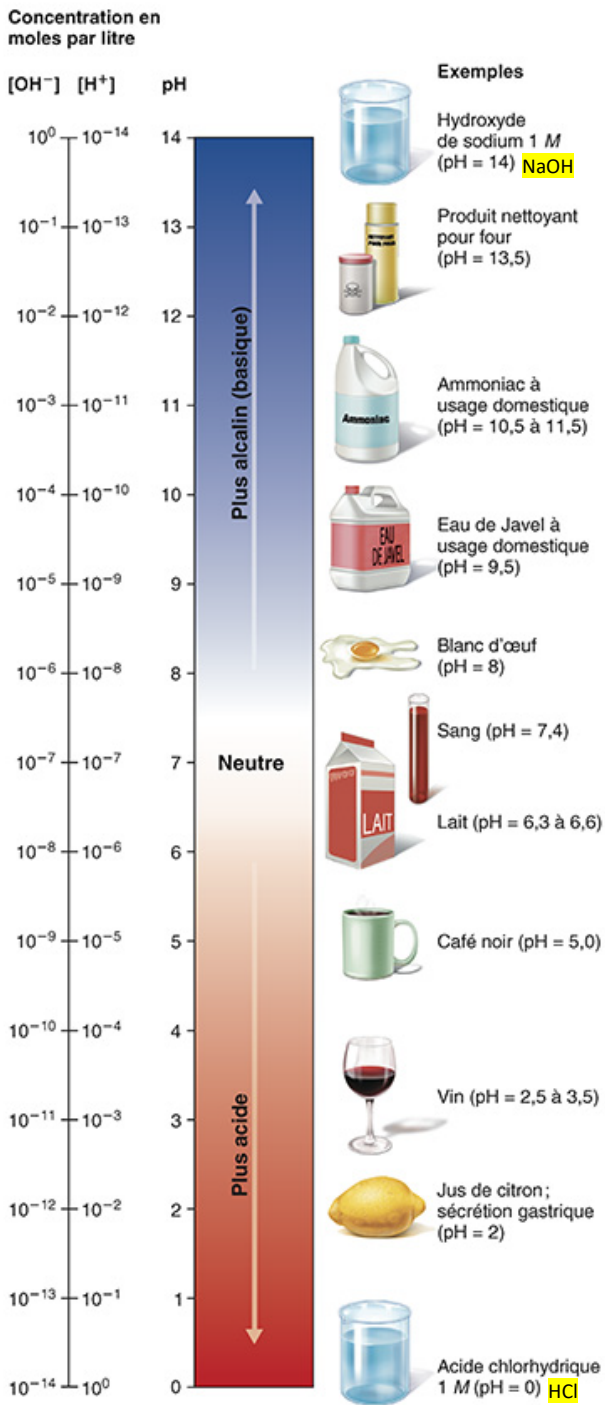 Concentration en
moles par litre
[OH⁻] [H⁺] pH
Exemples
10⁰ 10⁻¹⁴ 14
Hydroxyde
de sodium 1 M
(pH = 14) NaOH
10⁻¹ 10⁻¹³ 13
Produit nettoyant
pour four
(pH = 13,5)
10⁻² 10⁻¹² 12
10⁻³ 10⁻¹¹ 11
Plus alcalin (basique)
Ammoniac
Ammoniac à
usage domestique
(pH = 10,5 à 11,5)
10⁻⁴ 10⁻¹⁰ 10
EAU
DE JAVEL
Eau de Javel à
usage domestique
(pH = 9,5)
10⁻⁵ 10⁻⁹ 9
10⁻⁶ 10⁻⁸ 8
Blanc d'œuf
(pH = 8)
Sang (pH = 7,4)
10⁻⁷ 10⁻⁷ 7
Neutre
LAIT
Lait (pH = 6,3 à 6,6)
10⁻⁸ 10⁻⁶ 6
10⁻⁹ 10⁻⁵ 5
Café noir (pH = 5,0)
10⁻¹⁰ 10⁻⁴ 4
10⁻¹¹ 10⁻³ 3
Plus acide
Vin (pH = 2,5 à 3,5)
10⁻¹² 10⁻² 2
Jus de citron ;
sécrétion gastrique
(pH = 2)
10⁻¹³ 10⁻¹ 1
10⁻¹⁴ 10⁰ 0
Acide chlorhydrique
1 M (pH = 0) HCl